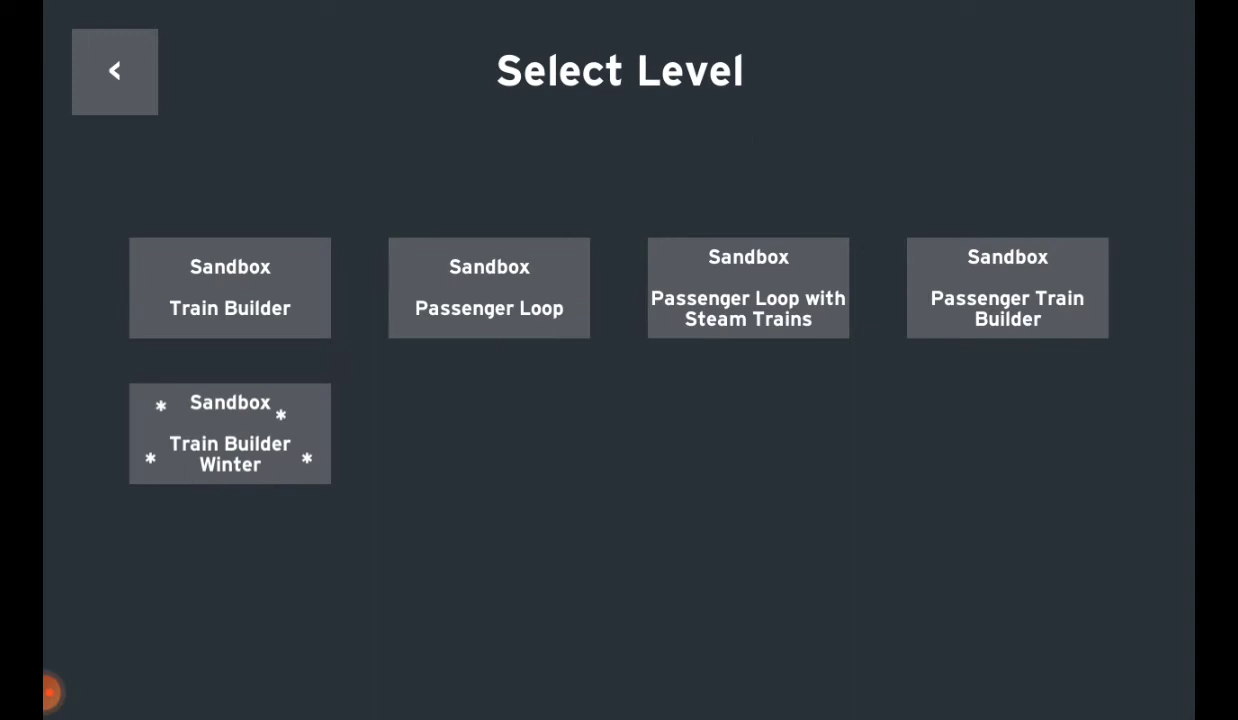 <
Select Level
Sandbox
Train Builder
Sandbox
Passenger Loop
Sandbox
Passenger Loop with
Steam Trains
Sandbox
Passenger Train
Builder
* Sandbox *
* Train Builder *
Winter